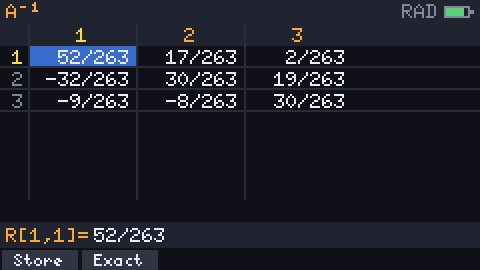 A⁻¹ RAD
1 2 3
1 52/263 17/263 2/263
2 -32/263 30/263 19/263
3 -9/263 -8/263 30/263
R[1,1]=52/263
Store Exact